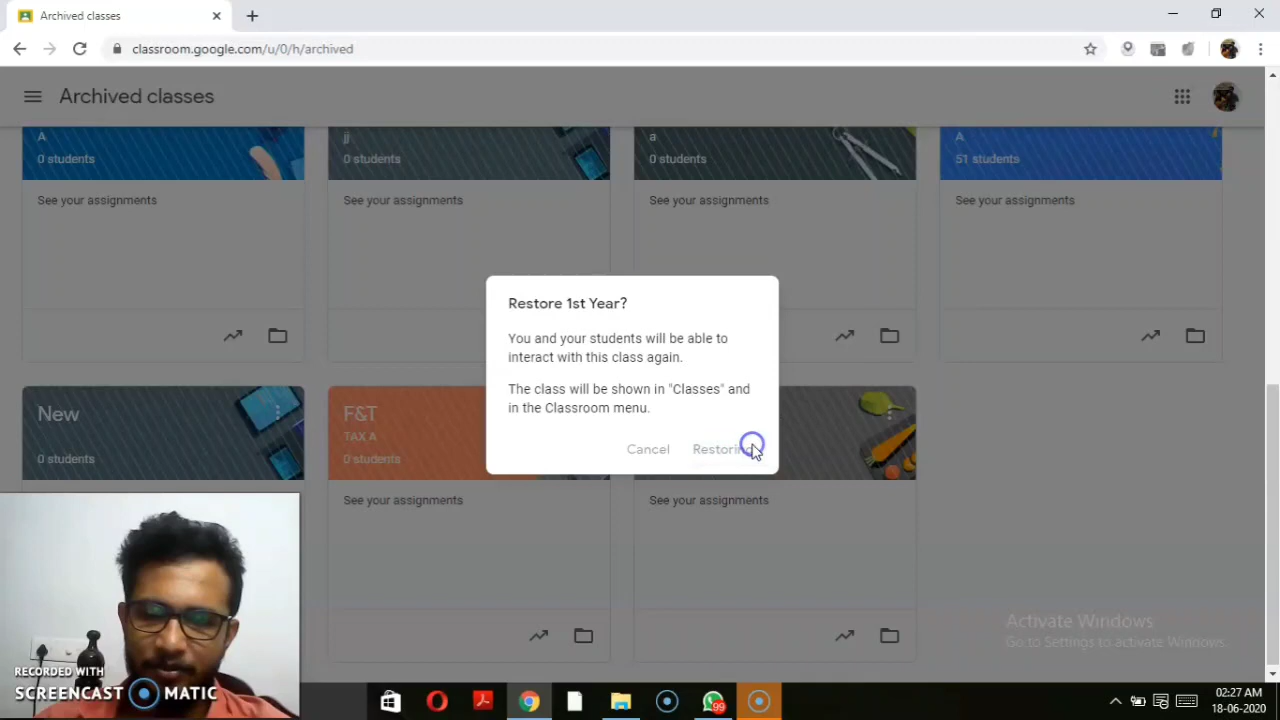 Archived classes
classroom.google.com/u/0/h/archived
Archived classes
A
0 students
See your assignments
jj
0 students
See your assignments
a
0 students
See your assignments
A
51 students
See your assignments
Restore 1st Year?
You and your students will be able to
interact with this class again.
The class will be shown in "Classes" and
in the Classroom menu.
Cancel
Restoring
New
0 students
F&T
TAX A
0 students
See your assignments
See your assignments
Activate Windows
Go to Settings to activate Windows.
RECORDED WITH
SCREENCAST MATIC
99
02:27 AM
18-06-2020